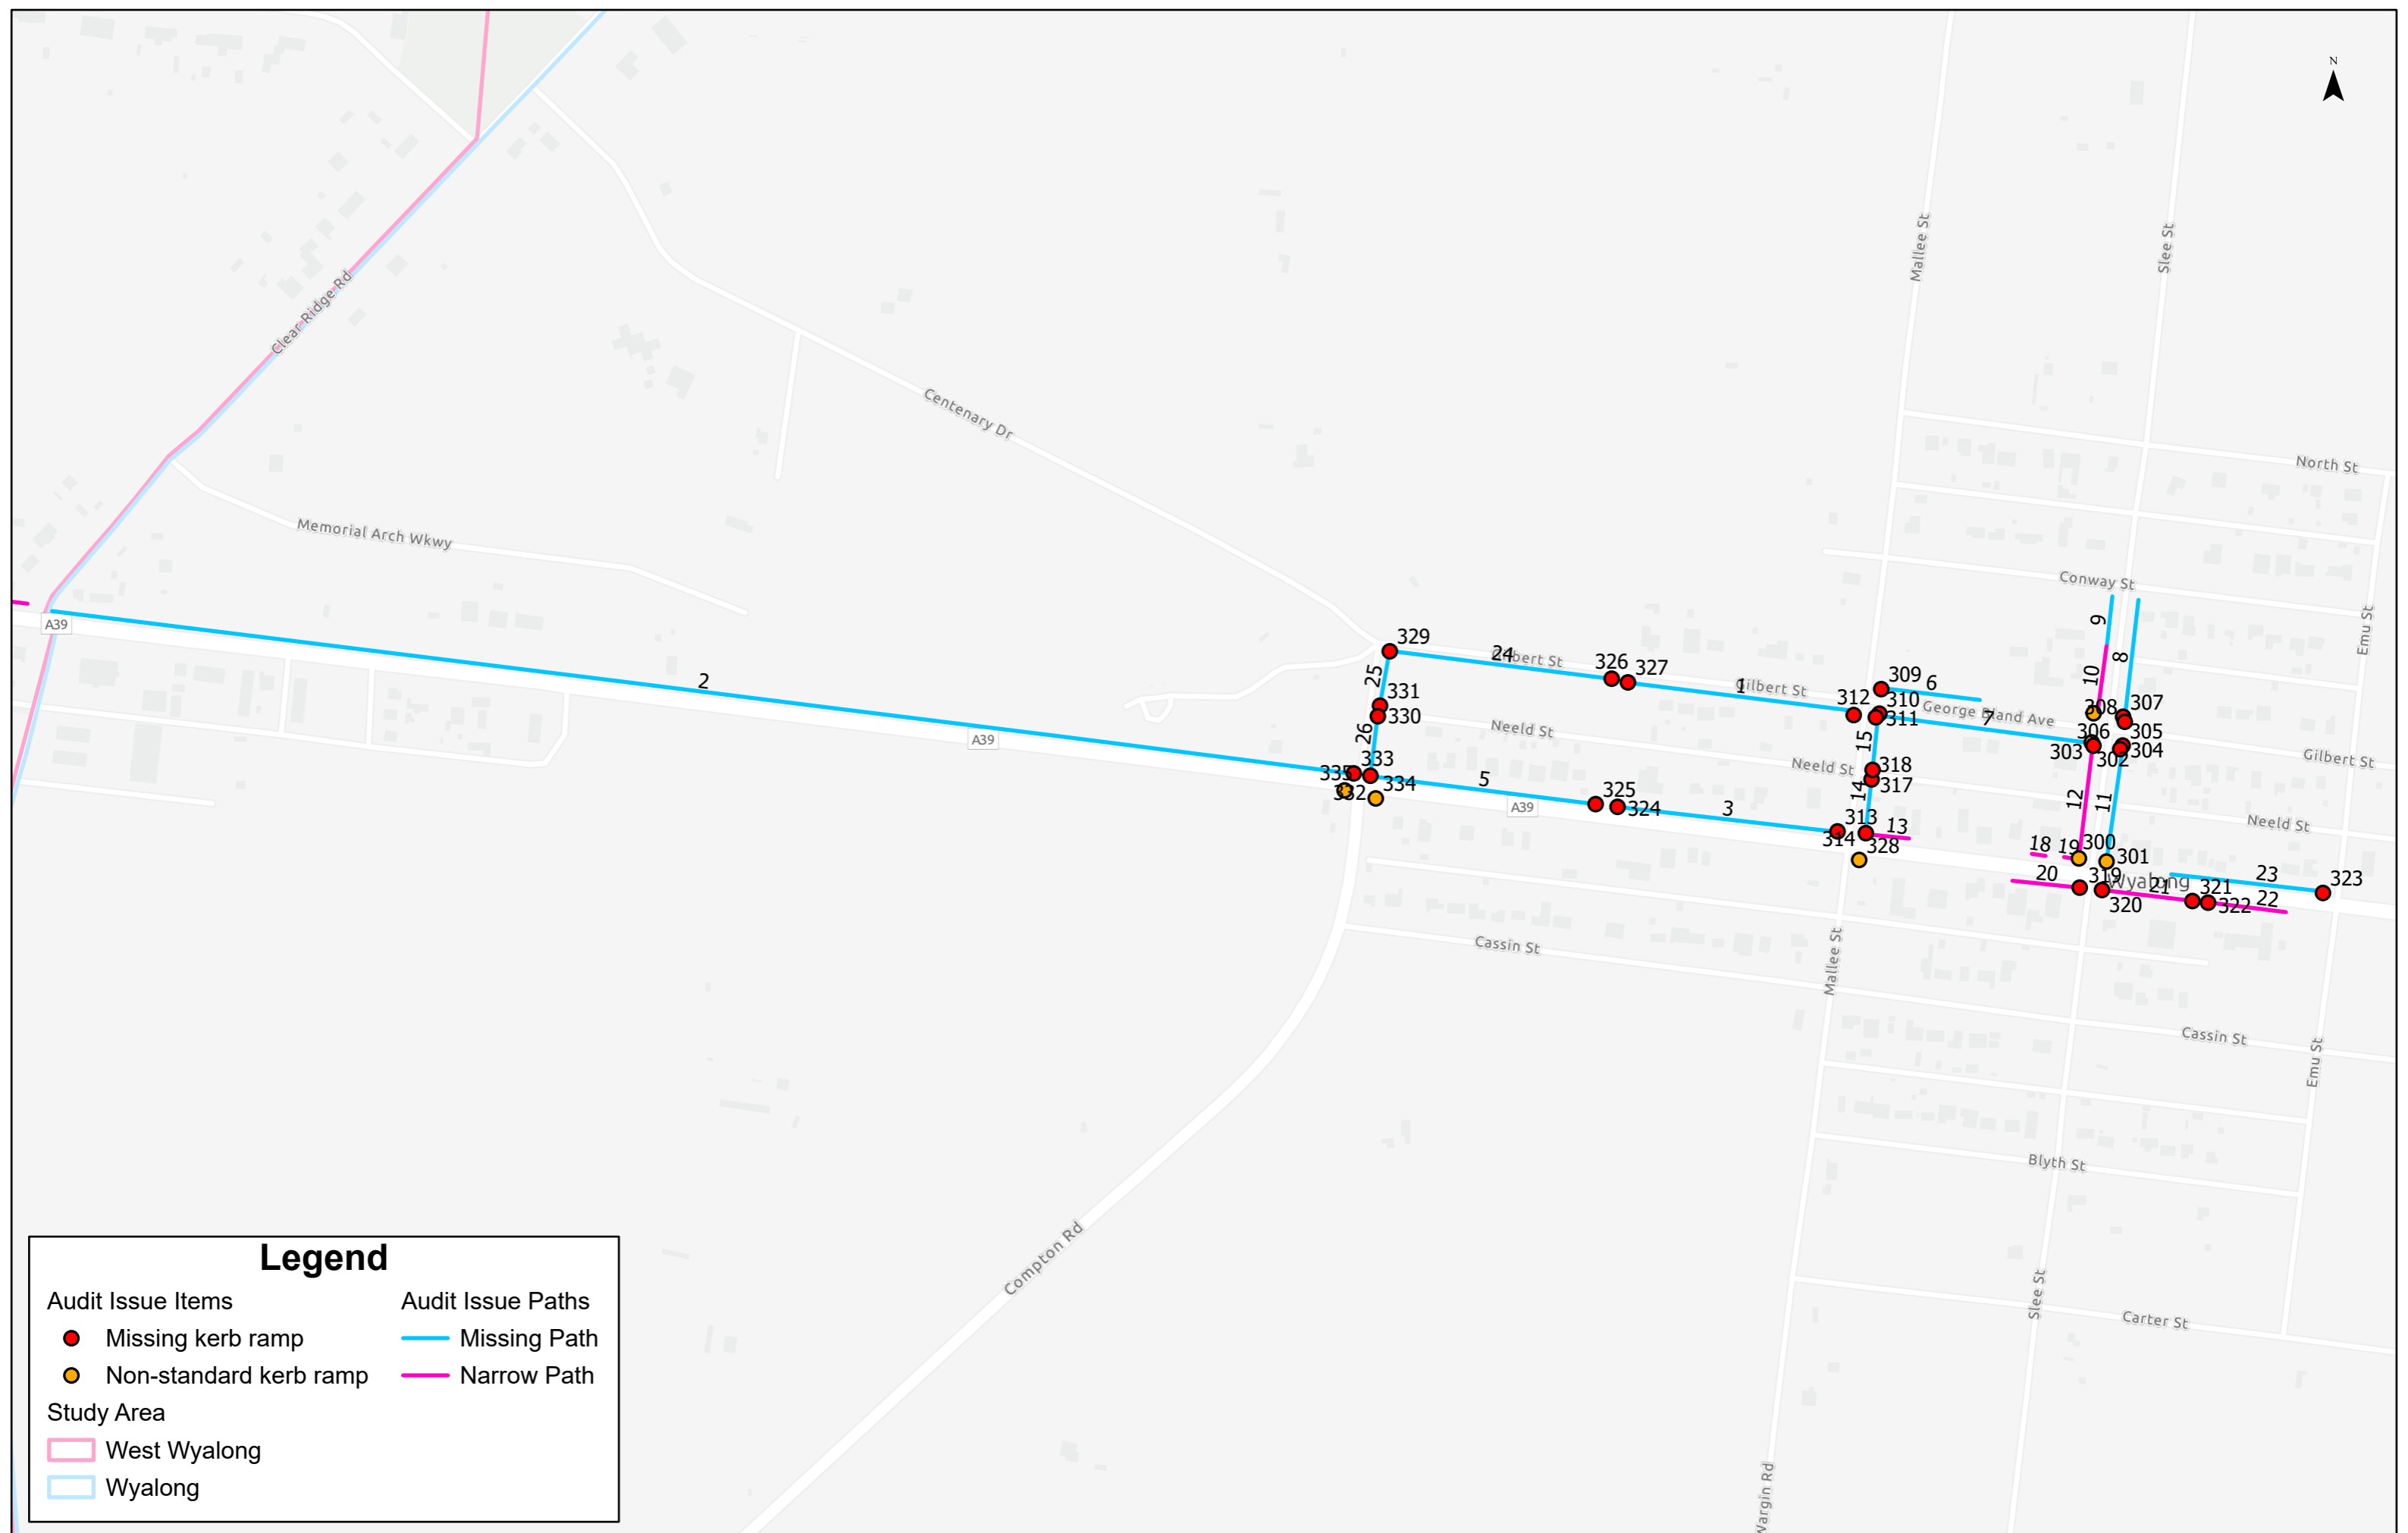 N
Mallee St
Slee St
Clear Ridge Rd
Centenary Dr
North St
Memorial Arch Wkwy
Conway St
9
Emu St
A39
329
24
Gilbert St
8
326
327
25
10
2
309
6
1
Gilbert St
331
312
310
307
308
330
311
George Bland Ave
7
Neeld St
26
A39
15
306
305
303
302
304
Gilbert St
333
335
Neeld St
318
334
332
5
317
14
325
12
11
A39
324
3
313
13
314
328
Neeld St
18
19
300
301
20
319
Wyalong
21
23
323
321
22
320
322
Cassin St
Mallee St
Cassin St
Emu St
Blyth St
Compton Rd
Slee St
Carter St
Wargin Rd
Legend
Audit Issue Items
Audit Issue Paths
Missing kerb ramp
Missing Path
Non-standard kerb ramp
Narrow Path
Study Area
West Wyalong
Wyalong